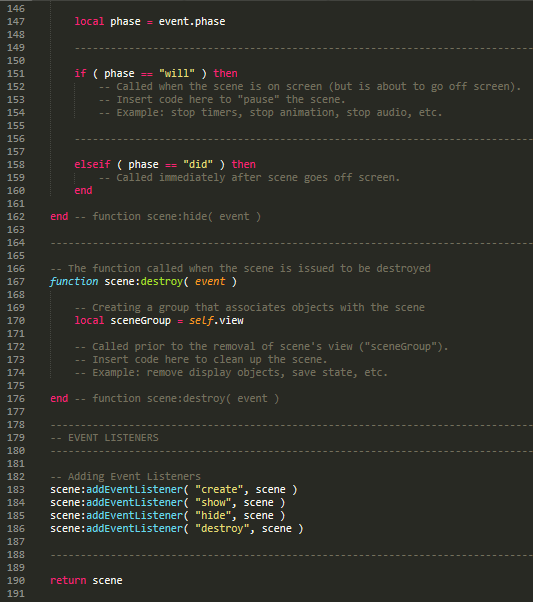 146
147 local phase = event.phase
148
149 --------------------------------------------------------------------------------
150
151 if ( phase == "will" ) then
152 -- Called when the scene is on screen (but is about to go off screen).
153 -- Insert code here to "pause" the scene.
154 -- Example: stop timers, stop animation, stop audio, etc.
155
156 --------------------------------------------------------------------------------
157
158 elseif ( phase == "did" ) then
159 -- Called immediately after scene goes off screen.
160 end
161
162 end -- function scene:hide( event )
163
164 --------------------------------------------------------------------------------
165
166 -- The function called when the scene is issued to be destroyed
167 function scene:destroy( event )
168
169 -- Creating a group that associates objects with the scene
170 local sceneGroup = self.view
171
172 -- Called prior to the removal of scene's view ("sceneGroup").
173 -- Insert code here to clean up the scene.
174 -- Example: remove display objects, save state, etc.
175
176 end -- function scene:destroy( event )
177
178 --------------------------------------------------------------------------------
179 -- EVENT LISTENERS
180 --------------------------------------------------------------------------------
181
182 -- Adding Event Listeners
183 scene:addEventListener( "create", scene )
184 scene:addEventListener( "show", scene )
185 scene:addEventListener( "hide", scene )
186 scene:addEventListener( "destroy", scene )
187
188 --------------------------------------------------------------------------------
189
190 return scene
191